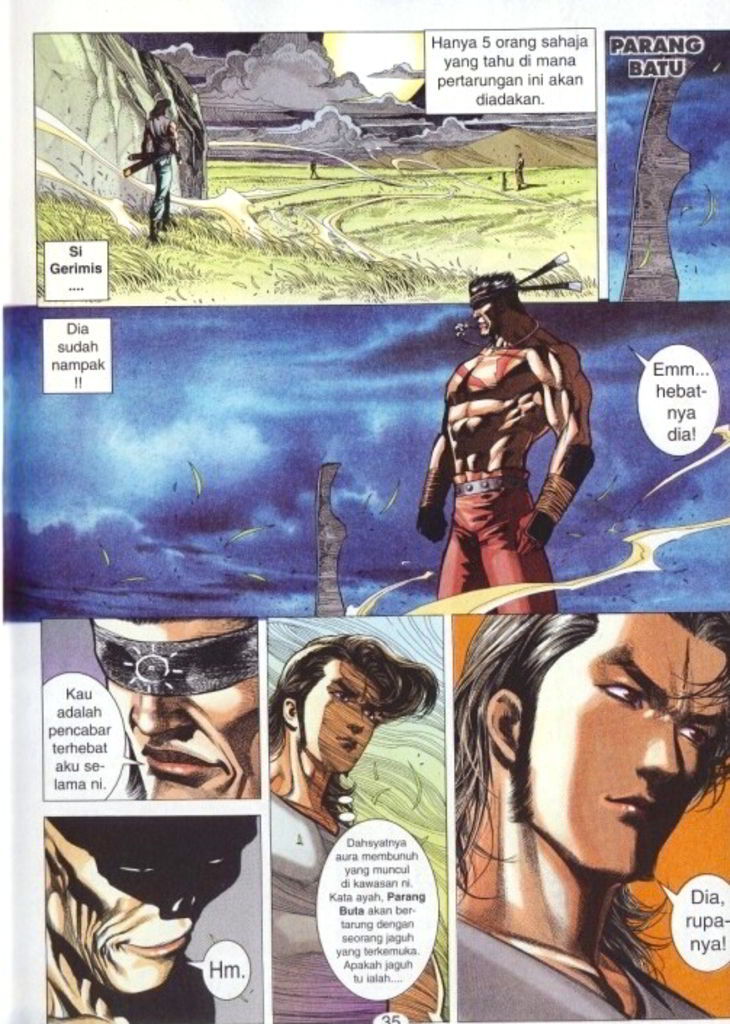 Hanya 5 orang sahaja
yang tahu di mana
pertarungan ini akan
diadakan.
PARANG
BATU
Si
Gerimis
....
Dia
sudah
nampak
!!
Emm...
hebat-
nya
dia!
Kau
adalah
pencabar
terhebat
aku se-
lama ni.
Hm.
Dahsyatnya
aura membunuh
yang muncul
di kawasan ni.
Kata ayah, Parang
Buta akan ber-
tarung dengan
seorang jaguh
yang terkemuka.
Apakah jaguh
tu ialah....
Dia,
rupa-
nya!
35